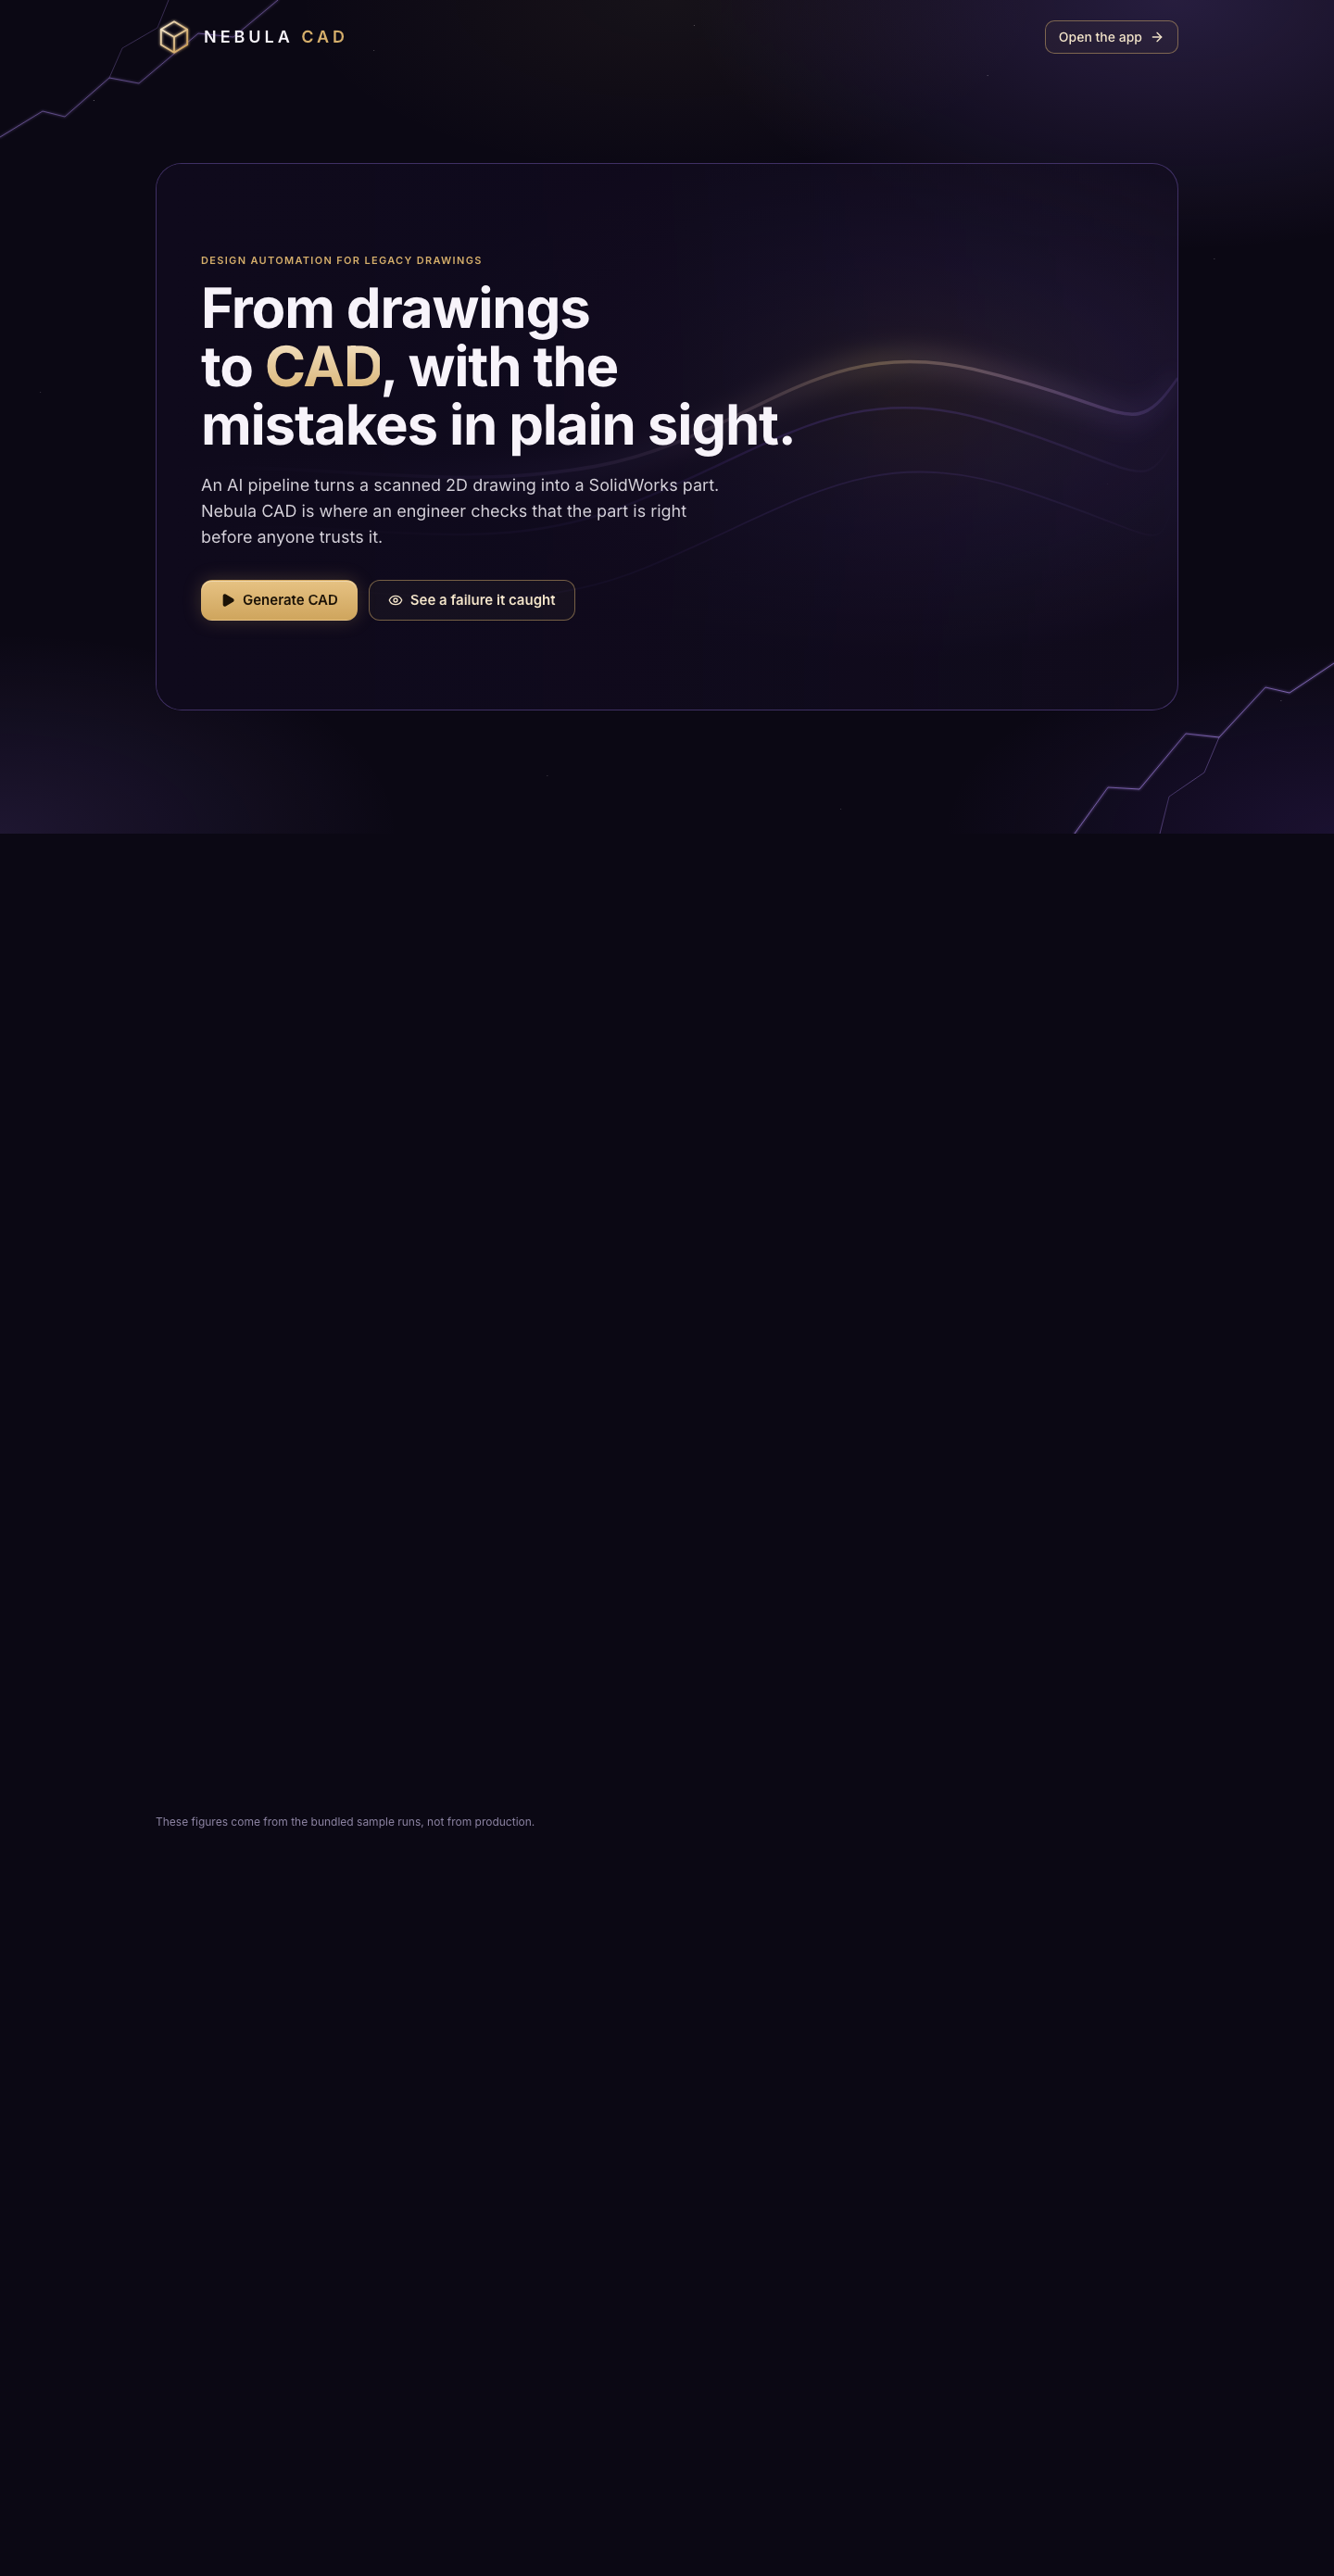 NEBULA CAD
Open the app
DESIGN AUTOMATION FOR LEGACY DRAWINGS
From drawings
to CAD, with the
mistakes in plain sight.
An AI pipeline turns a scanned 2D drawing into a SolidWorks part.
Nebula CAD is where an engineer checks that the part is right
before anyone trusts it.
Generate CAD
See a failure it caught
These figures come from the bundled sample runs, not from production.